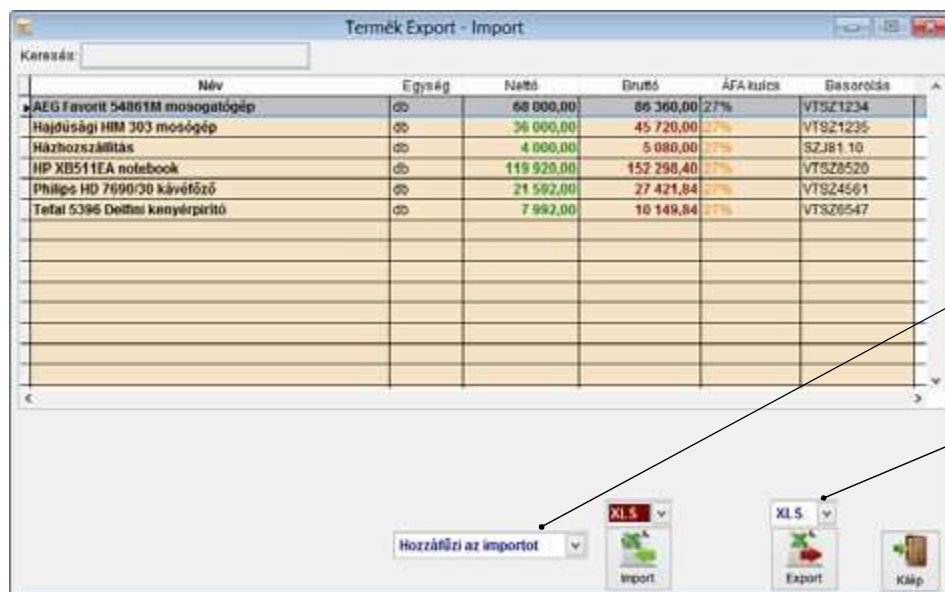 Termék Export - Import
Keresés:
Név Egység Nettó Bruttó ÁFA kulcs Besorolás
AEG Favorit 54861M mosogatógép db 68 000,00 86 360,00 27% VTSZ1234
Hajdúsági HIM 303 mosógép db 36 000,00 45 720,00 27% VTSZ1235
Házhozszállítás db 4 000,00 5 080,00 27% SZJ81.10
HP XB511EA notebook db 119 920,00 152 298,40 27% VTSZ8520
Philips HD 7690/30 kávéfőző db 21 592,00 27 421,84 27% VTSZ4561
Tefal 5396 Delfini kenyérpirító db 7 992,00 10 149,84 27% VTSZ6547
XLS XLS
Hozzáfűzi az importot
Import Export Kilép